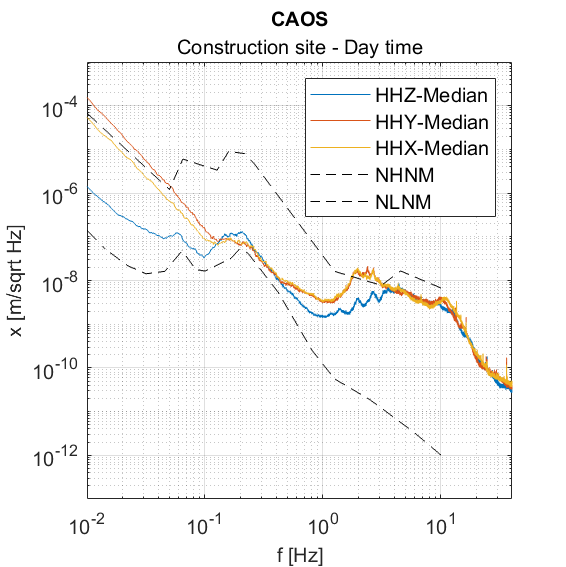 CAOS
Construction site - Day time
HHZ-Median
HHY-Median
HHX-Median
NHNM
NLNM
x [m/sqrt Hz]
10^-4
10^-6
10^-8
10^-10
10^-12
10^-2
10^-1
10^0
10^1
f [Hz]